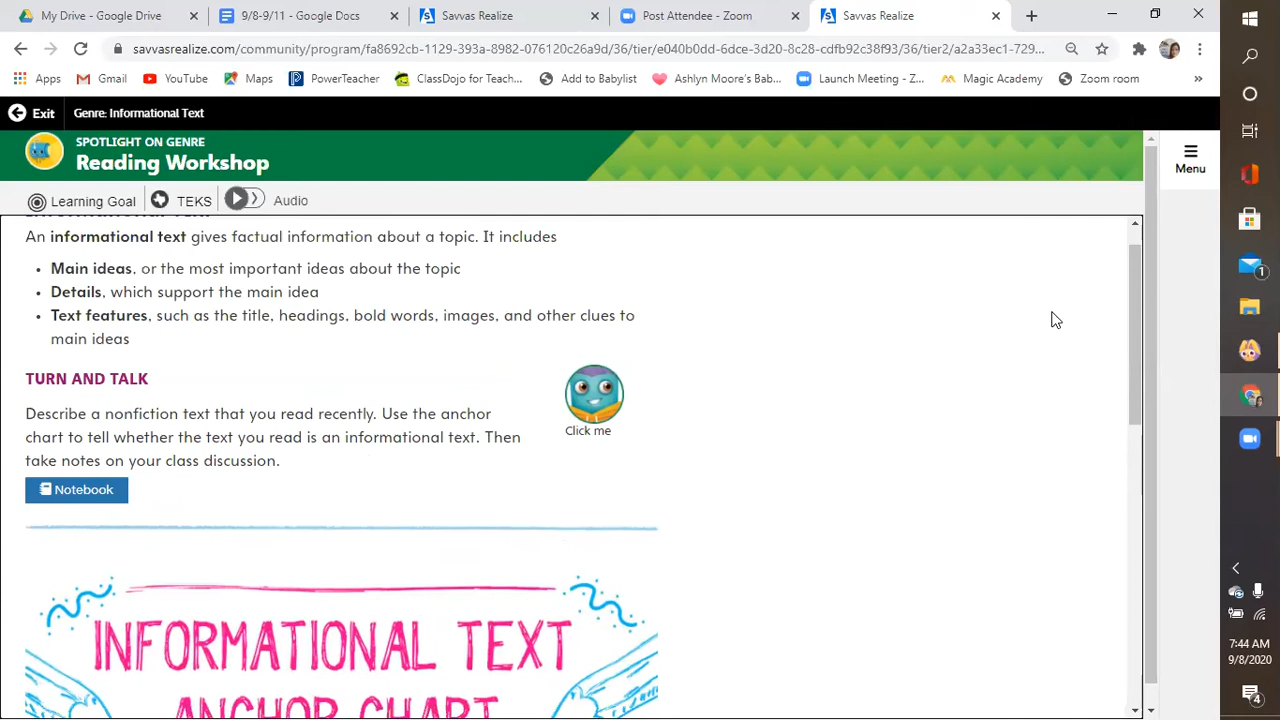 My Drive - Google Drive
9/8-9/11 - Google Docs
Savvas Realize
Post Attendee - Zoom
Savvas Realize
savvasrealize.com/community/program/fa8692cb-1129-393a-8982-076120c26a9d/36/tier/e040b0dd-6dce-3d20-8c28-cdfb92c38f93/36/tier2/a2a33ec1-729...
Apps Gmail YouTube Maps PowerTeacher ClassDojo for Teach... Add to Babylist Ashlyn Moore's Bab... Launch Meeting - Z... Magic Academy Zoom room »
Exit Genre: Informational Text
SPOTLIGHT ON GENRE
Reading Workshop
Menu
Learning Goal TEKS Audio
An informational text gives factual information about a topic. It includes
• Main ideas, or the most important ideas about the topic
• Details, which support the main idea
• Text features, such as the title, headings, bold words, images, and other clues to
main ideas
TURN AND TALK
Describe a nonfiction text that you read recently. Use the anchor
chart to tell whether the text you read is an informational text. Then
take notes on your class discussion.
Click me
Notebook
INFORMATIONAL TEXT
ANCHOR CHART
1
7:44 AM
9/8/2020
4